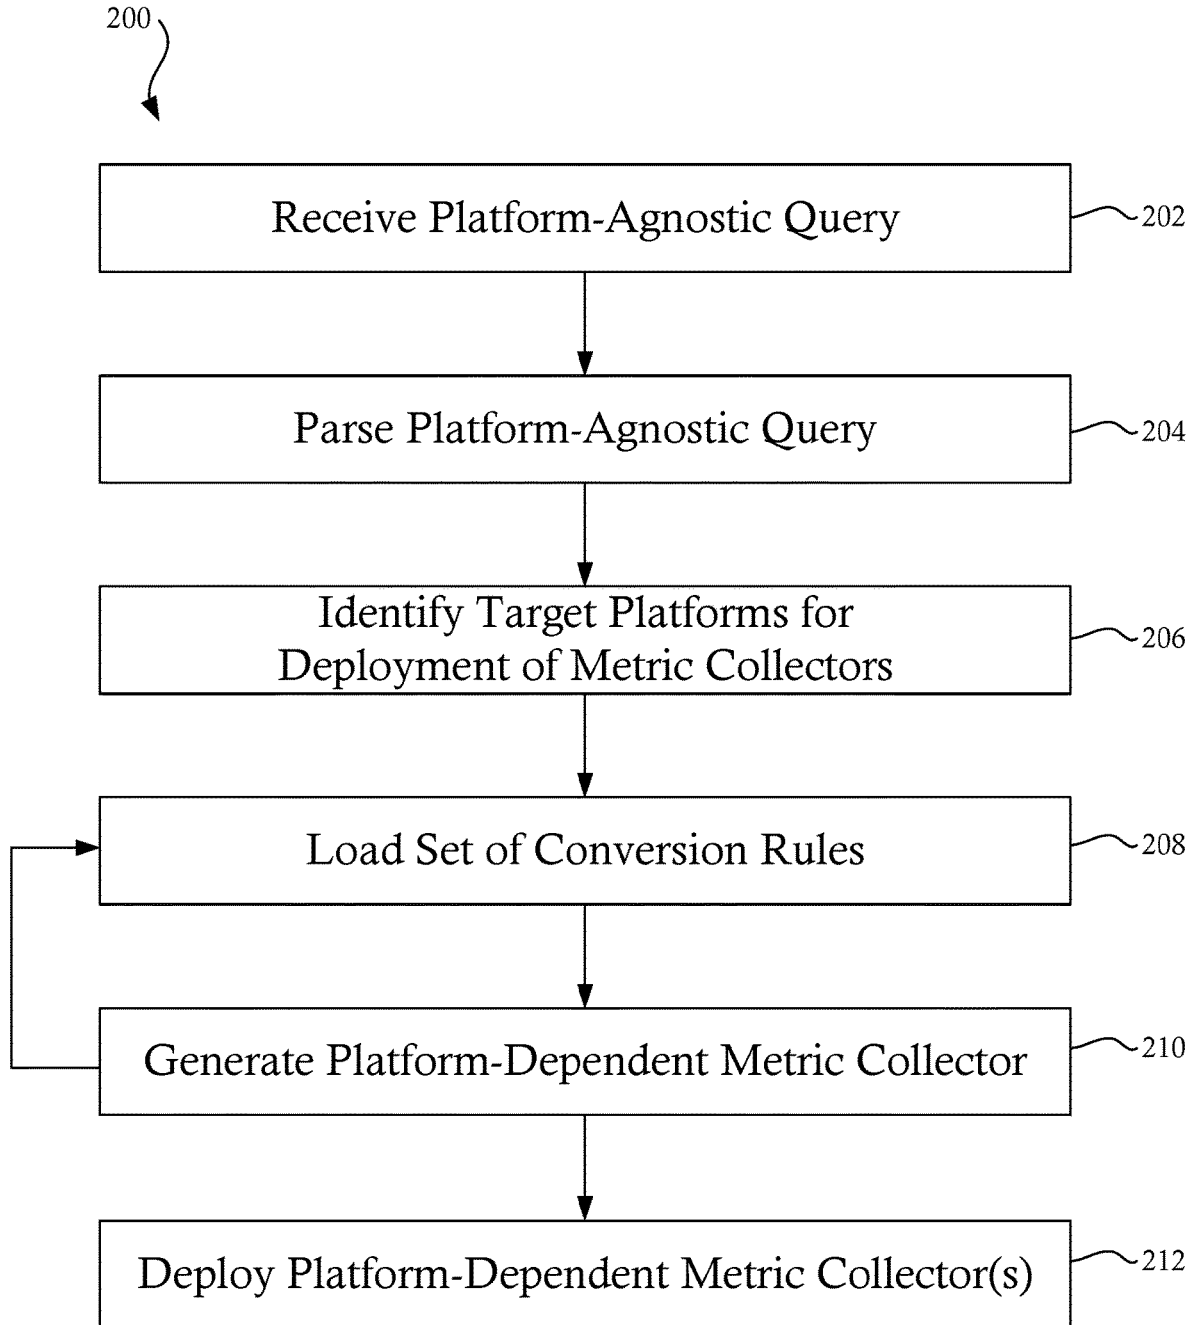 200
Receive Platform-Agnostic Query
202
Parse Platform-Agnostic Query
204
Identify Target Platforms for
Deployment of Metric Collectors
206
Load Set of Conversion Rules
208
Generate Platform-Dependent Metric Collector
210
Deploy Platform-Dependent Metric Collector(s)
212